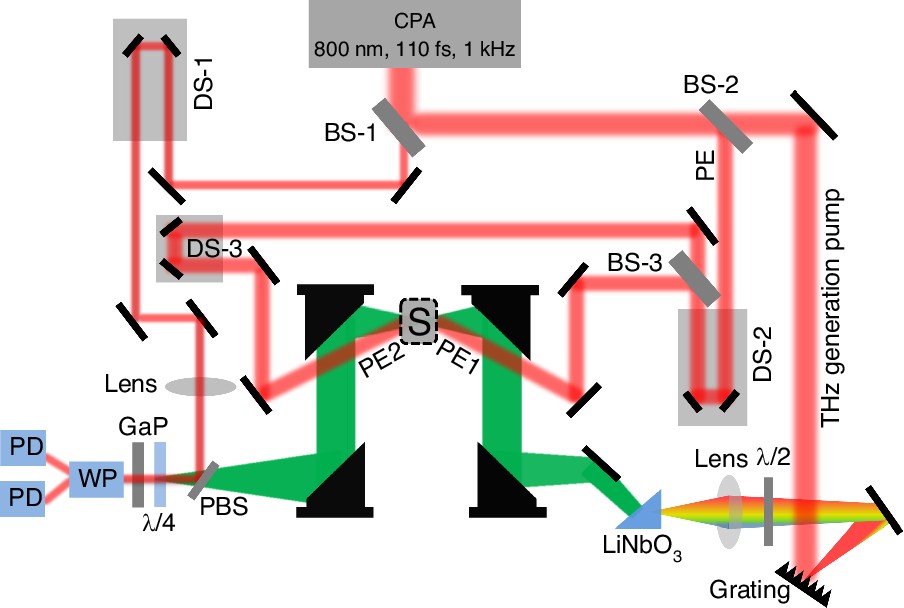 CPA
800 nm, 110 fs, 1 kHz
DS-1
BS-1
BS-2
PE
DS-3
BS-3
S
PE2
PE1
DS-2
THz generation pump
Lens
GaP
PD
WP
PD
λ/4
PBS
Lens λ/2
LiNbO3
Grating